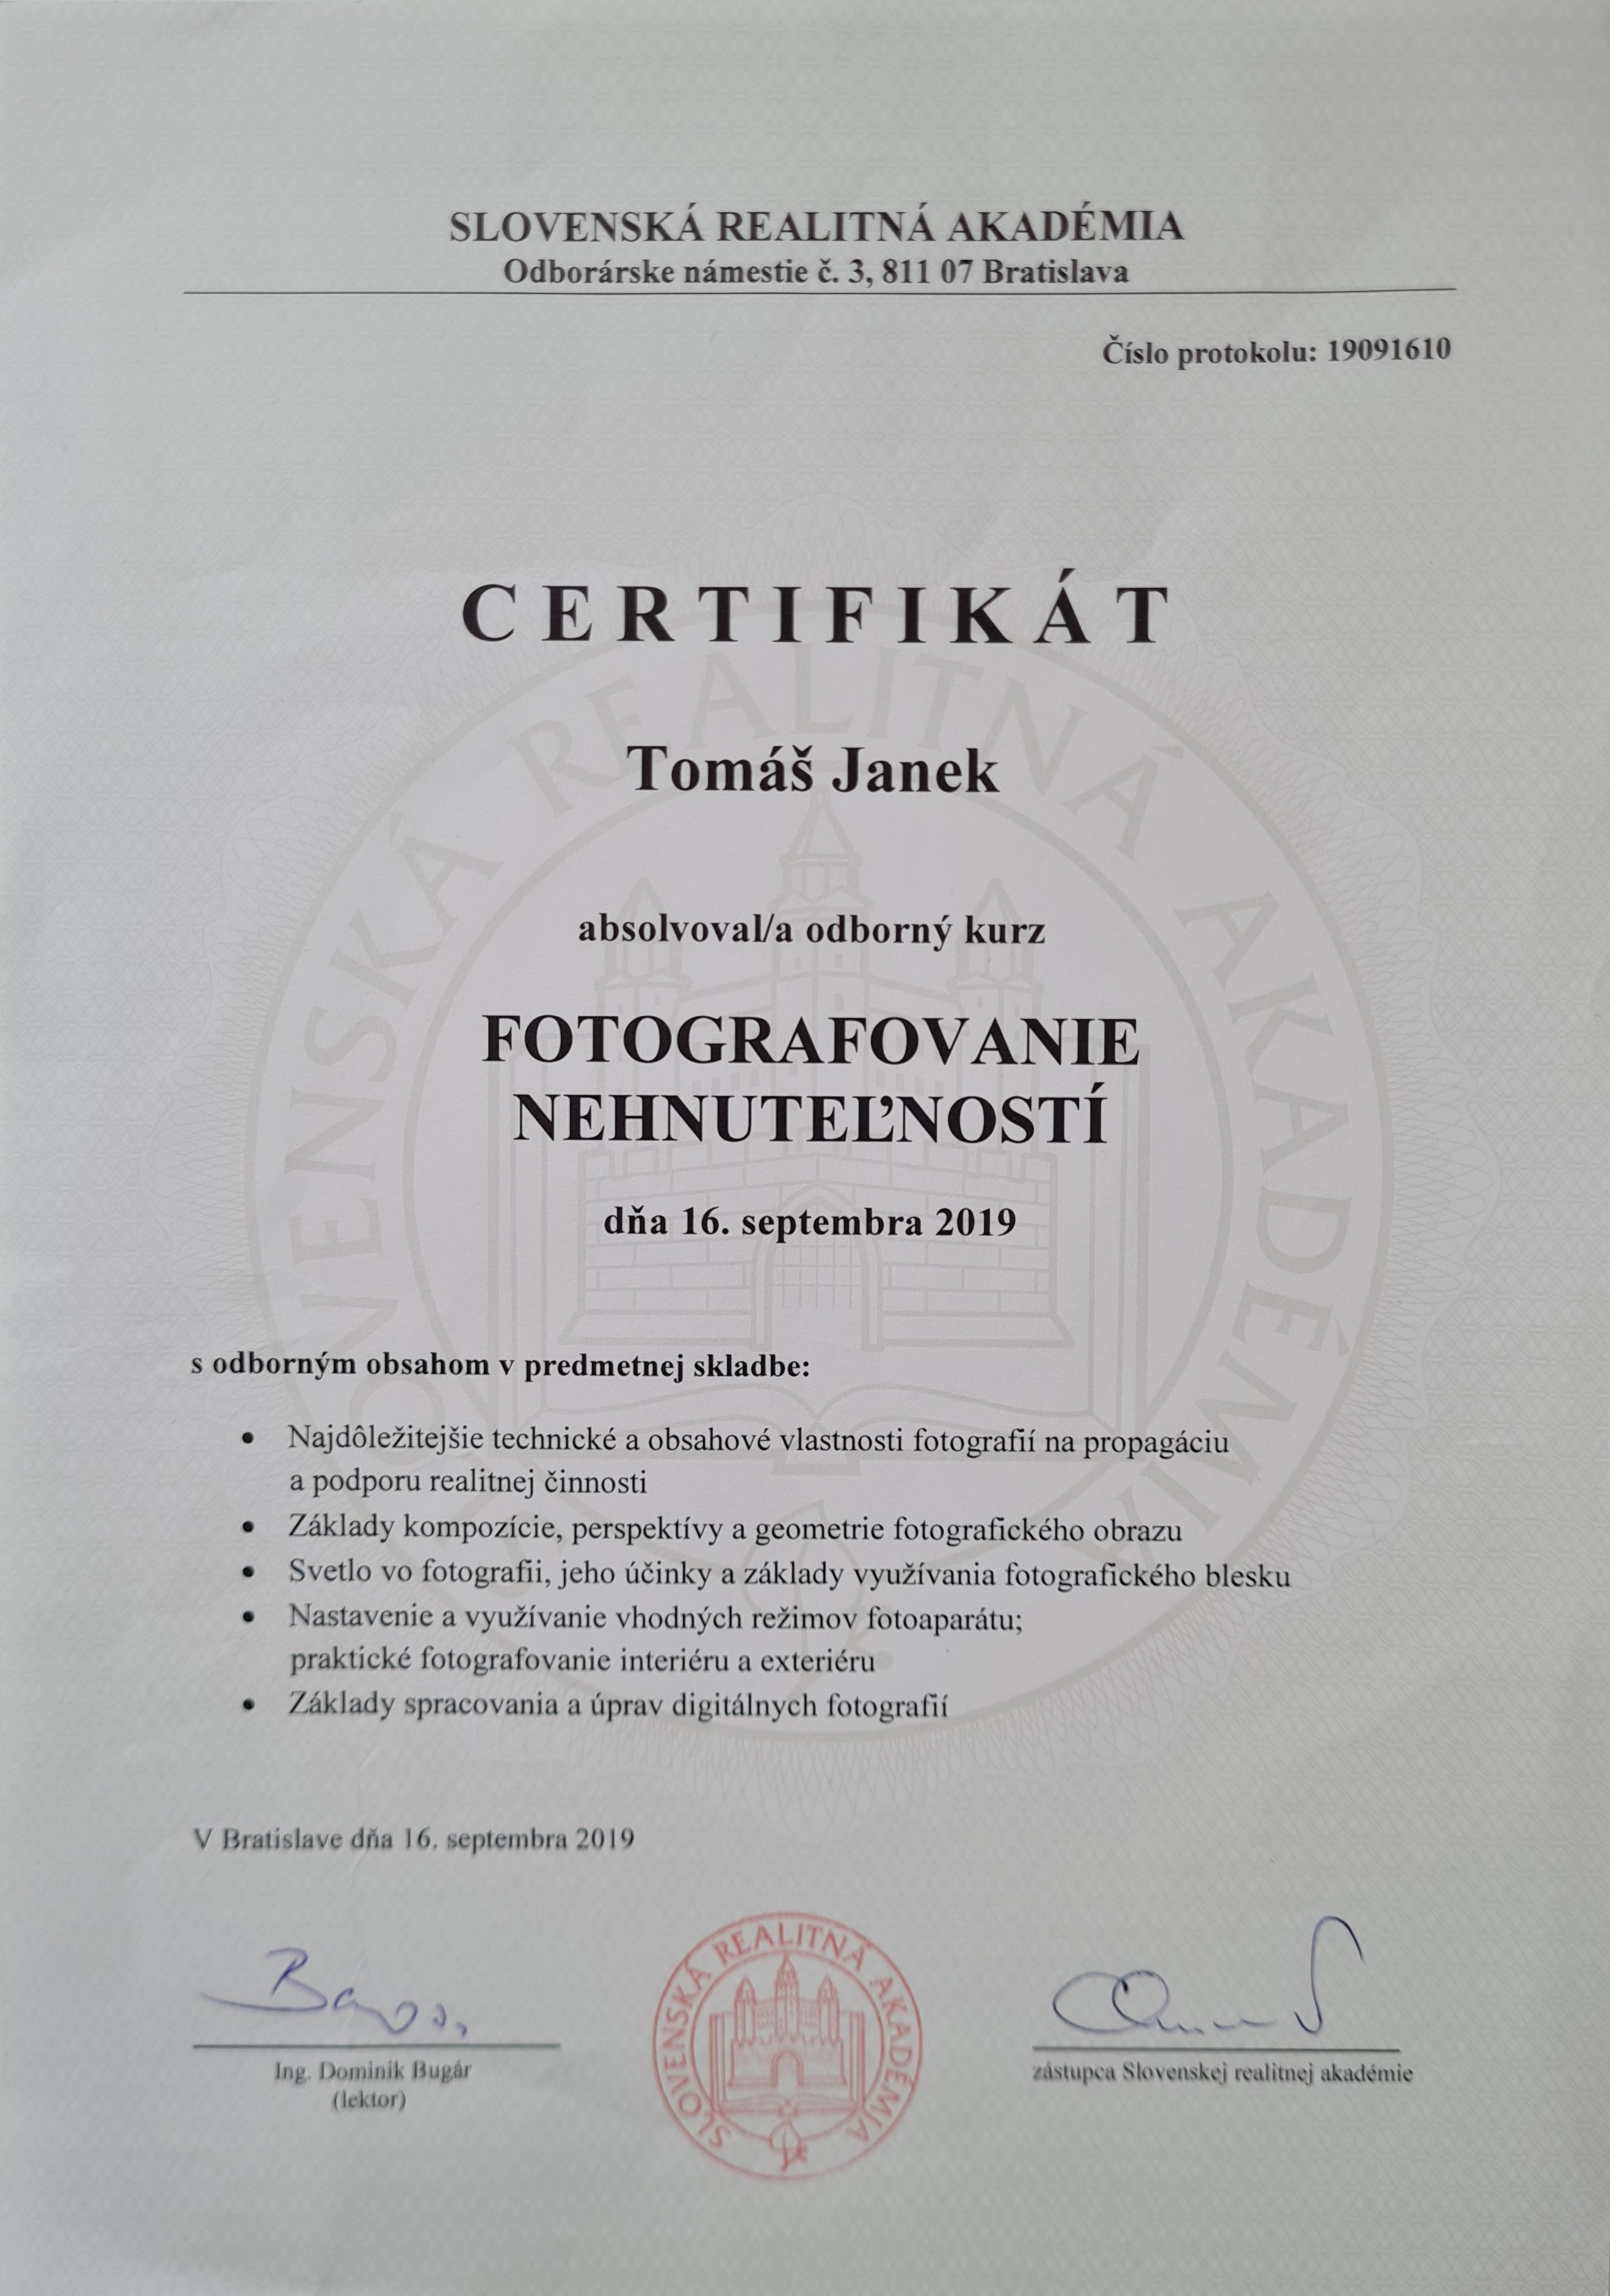 SLOVENSKÁ REALITNÁ AKADÉMIA
Odborárske námestie č. 3, 811 07 Bratislava
Číslo protokolu: 19091610
CERTIFIKÁT
Tomáš Janek
absolvoval/a odborný kurz
FOTOGRAFOVANIE
NEHNUTEĽNOSTÍ
dňa 16. septembra 2019
s odborným obsahom v predmetnej skladbe:
• Najdôležitejšie technické a obsahové vlastnosti fotografií na propagáciu
a podporu realitnej činnosti
• Základy kompozície, perspektívy a geometrie fotografického obrazu
• Svetlo vo fotografii, jeho účinky a základy využívania fotografického blesku
• Nastavenie a využívanie vhodných režimov fotoaparátu;
praktické fotografovanie interiéru a exteriéru
• Základy spracovania a úprav digitálnych fotografií
V Bratislave dňa 16. septembra 2019
SLOVENSKÁ REALITNÁ AKADÉMIA
Ing. Dominik Bugár
(lektor)
zástupca Slovenskej realitnej akadémie
SLOVENSKÁ REALITNÁ AKADÉMIA